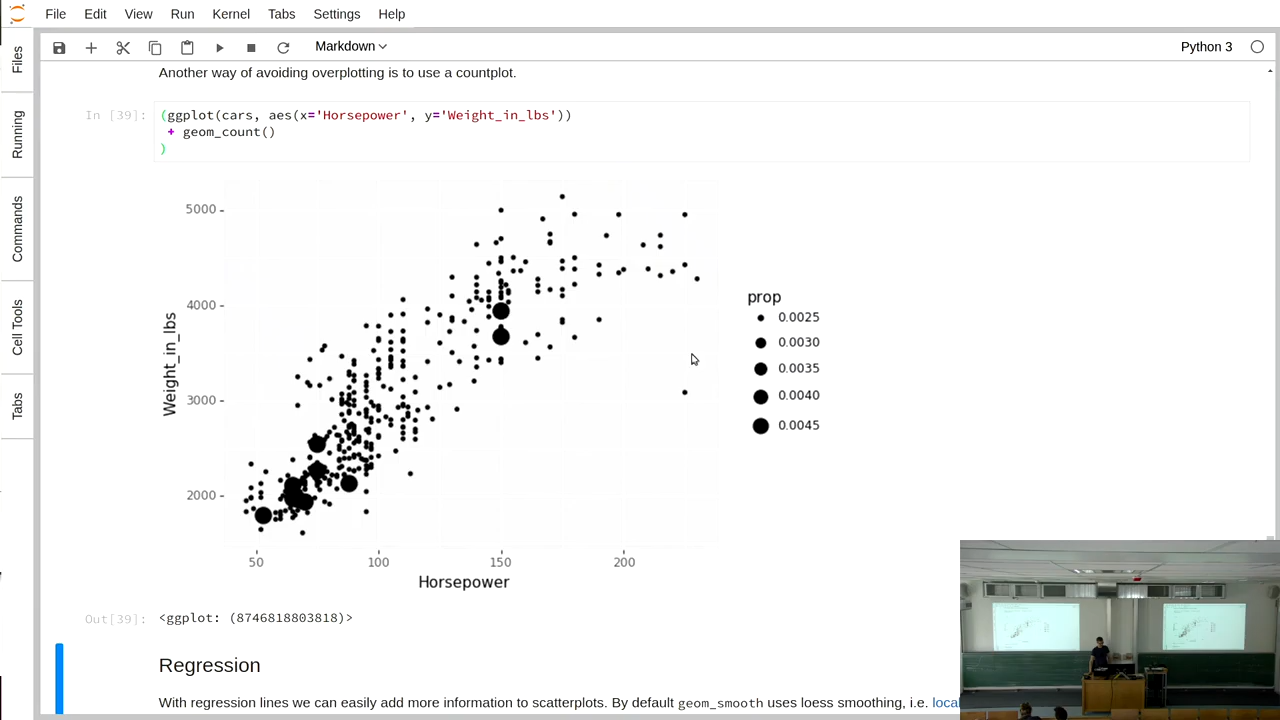 File Edit View Run Kernel Tabs Settings Help
Files
Running
Commands
Cell Tools
Tabs
Markdown
Python 3
Another way of avoiding overplotting is to use a countplot.
In [39]:
(ggplot(cars, aes(x='Horsepower', y='Weight_in_lbs'))
+ geom_count()
)
5000
4000
3000
2000
Weight_in_lbs
50 100 150 200
Horsepower
prop
0.0025
0.0030
0.0035
0.0040
0.0045
Out[39]: <ggplot: (8746818803818)>
Regression
With regression lines we can easily add more information to scatterplots. By default geom_smooth uses loess smoothing, i.e. loca